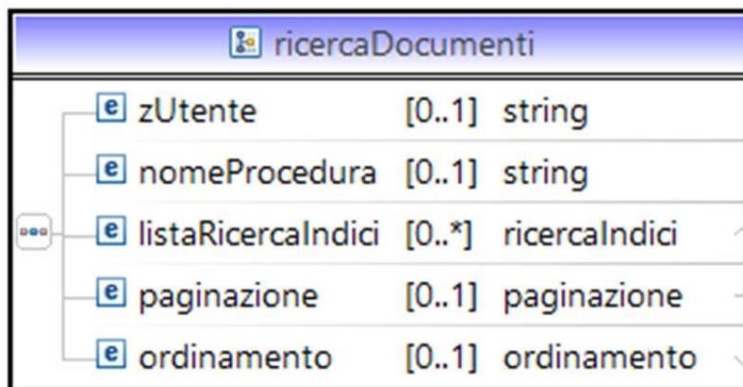 ricercaDocumenti
zUtente [0..1] string
nomeProcedura [0..1] string
listaRicercaIndici [0..*] ricercaIndici
paginazione [0..1] paginazione
ordinamento [0..1] ordinamento